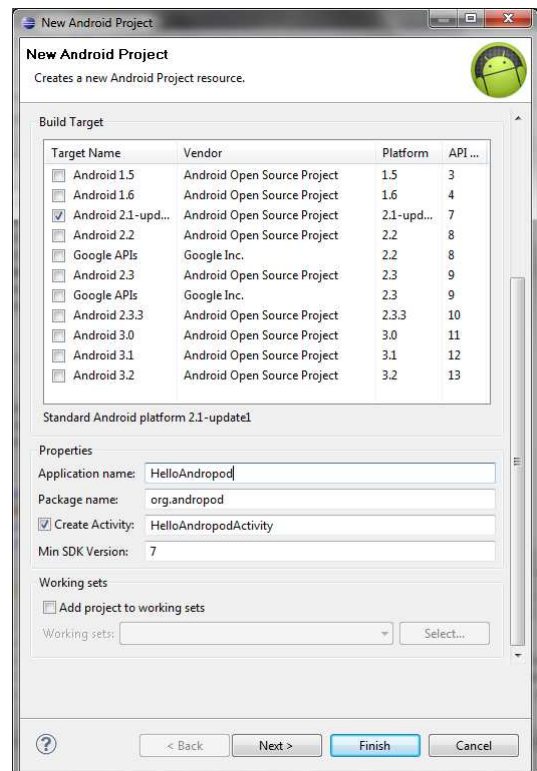 New Android Project
New Android Project
Creates a new Android Project resource.
Build Target
Target Name Vendor Platform API ...
Android 1.5 Android Open Source Project 1.5 3
Android 1.6 Android Open Source Project 1.6 4
Android 2.1-upd... Android Open Source Project 2.1-upd... 7
Android 2.2 Android Open Source Project 2.2 8
Google APIs Google Inc. 2.2 8
Android 2.3 Android Open Source Project 2.3 9
Google APIs Google Inc. 2.3 9
Android 2.3.3 Android Open Source Project 2.3.3 10
Android 3.0 Android Open Source Project 3.0 11
Android 3.1 Android Open Source Project 3.1 12
Android 3.2 Android Open Source Project 3.2 13
Standard Android platform 2.1-update1
Properties
Application name: HelloAndropod
Package name: org.andropod
Create Activity: HelloAndropodActivity
Min SDK Version: 7
Working sets
Add project to working sets
Working sets: Select...
? < Back Next > Finish Cancel